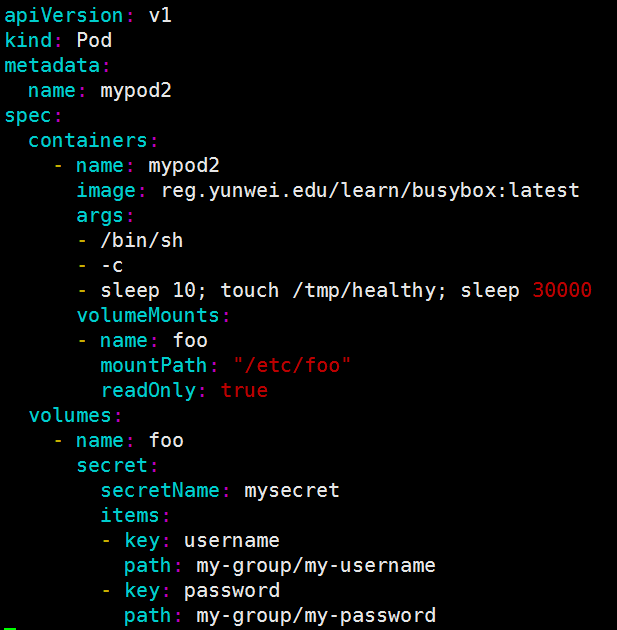 apiVersion: v1
kind: Pod
metadata:
  name: mypod2
spec:
  containers:
    - name: mypod2
      image: reg.yunwei.edu/learn/busybox:latest
      args:
      - /bin/sh
      - -c
      - sleep 10; touch /tmp/healthy; sleep 30000
      volumeMounts:
      - name: foo
        mountPath: "/etc/foo"
        readOnly: true
  volumes:
    - name: foo
      secret:
        secretName: mysecret
        items:
        - key: username
          path: my-group/my-username
        - key: password
          path: my-group/my-password